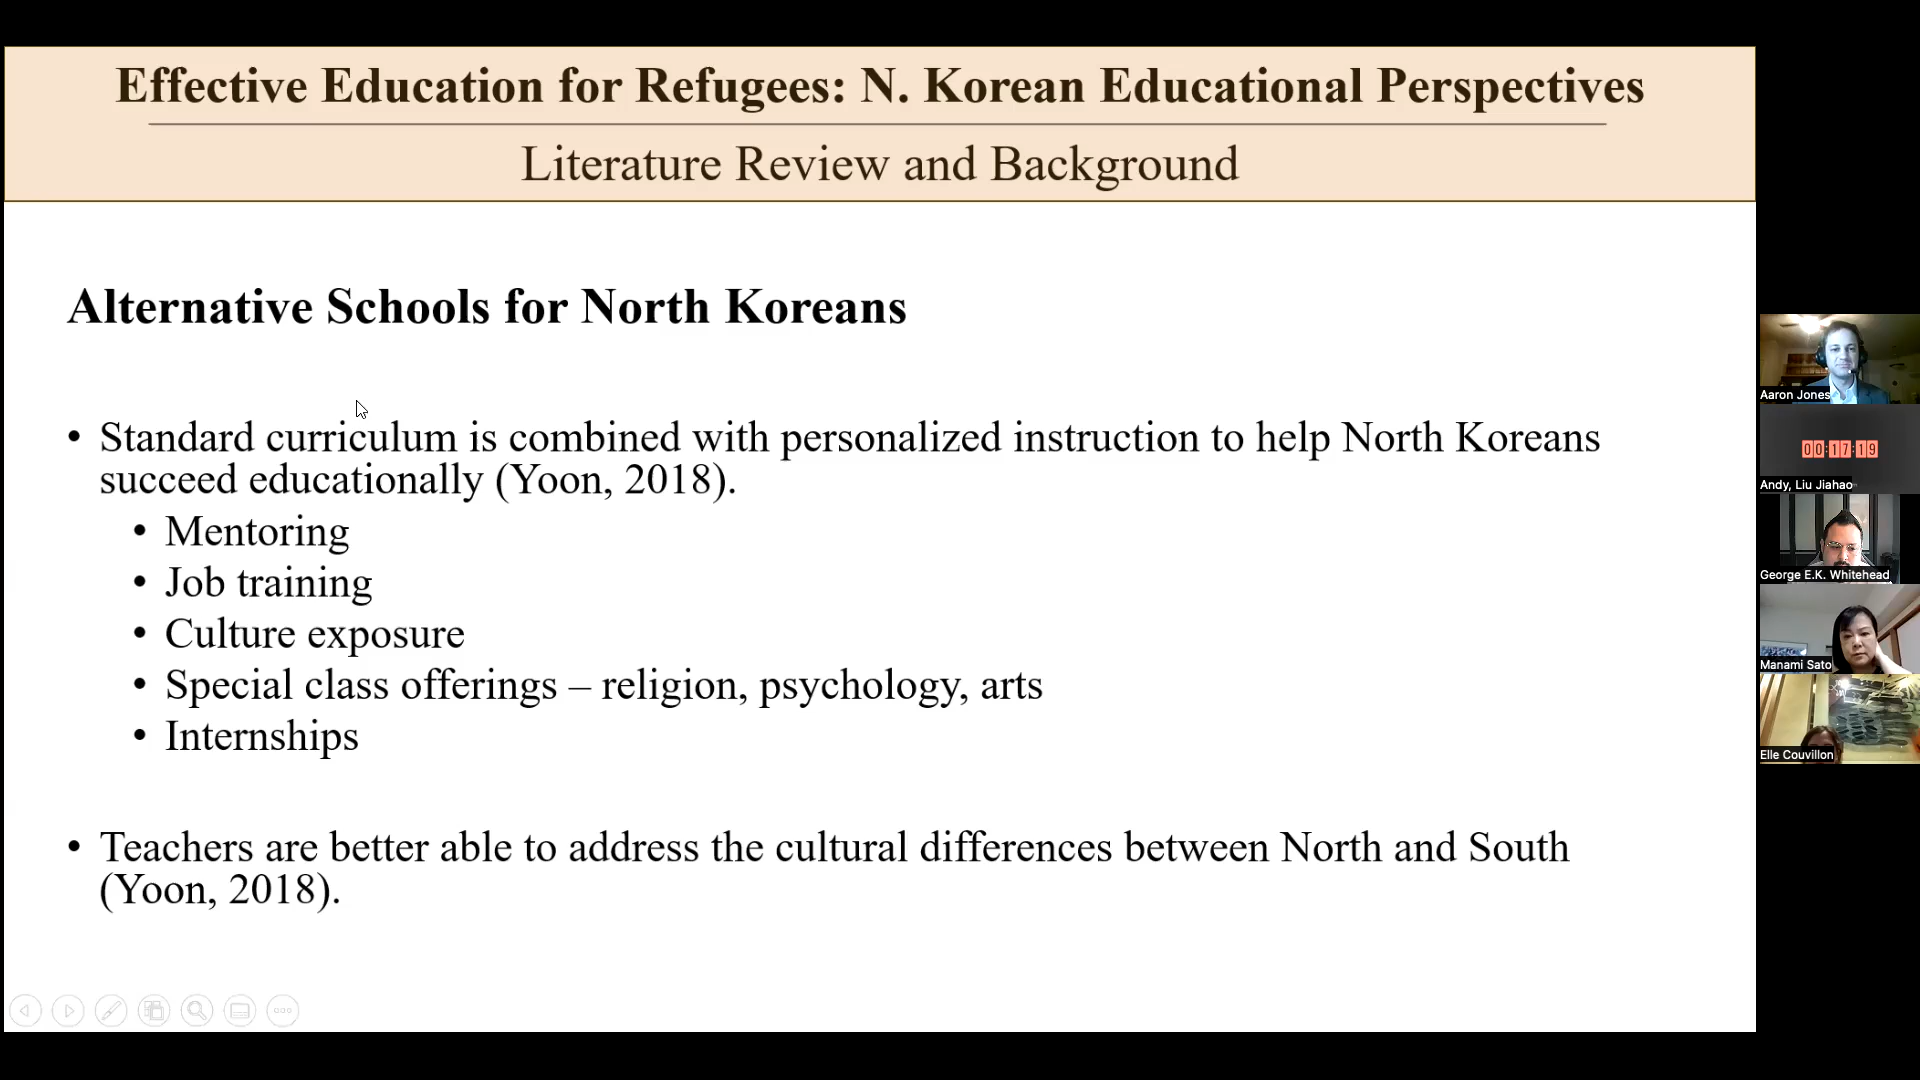 Effective Education for Refugees: N. Korean Educational Perspectives
Literature Review and Background
Alternative Schools for North Koreans
• Standard curriculum is combined with personalized instruction to help North Koreans
succeed educationally (Yoon, 2018).
• Mentoring
• Job training
• Culture exposure
• Special class offerings – religion, psychology, arts
• Internships
• Teachers are better able to address the cultural differences between North and South
(Yoon, 2018).
Aaron Jones
00:17:19
Andy, Liu Jiahao
George E.K. Whitehead
Manami Sato
Elle Couvillon